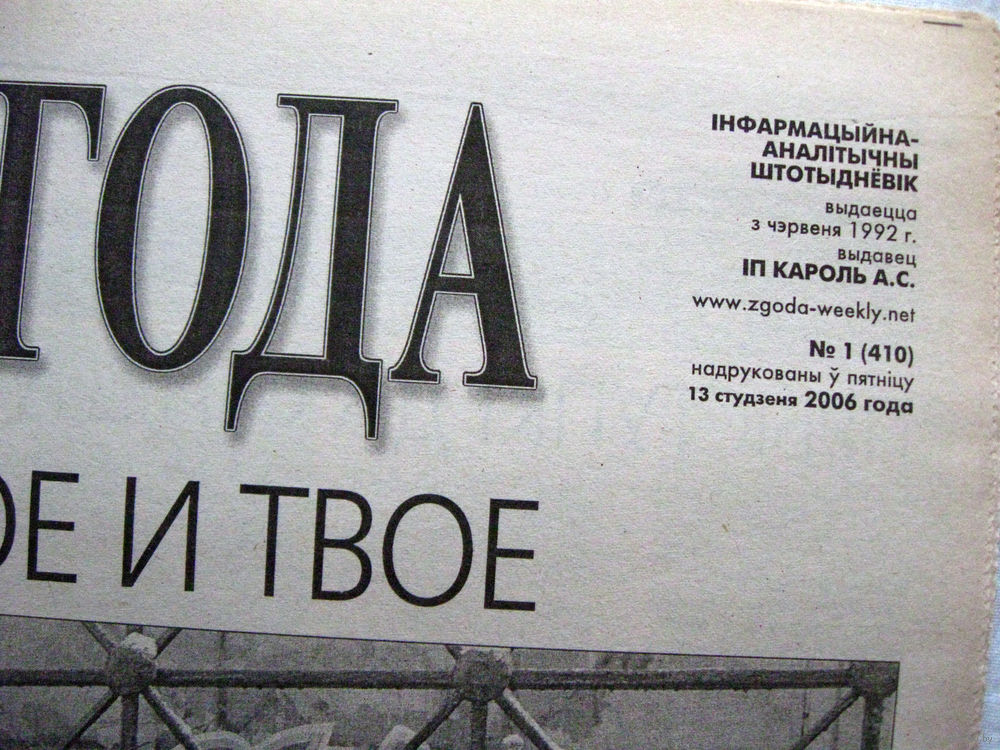 ГОДА
ІНФАРМАЦЫЙНА-
АНАЛІТЫЧНЫ
ШТОТЫДНЁВІК
выдаецца
з чэрвеня 1992 г.
выдавец
ІП КАРОЛЬ А.С.
www.zgoda-weekly.net
№ 1 (410)
надрукованы ў пятніцу
13 студзеня 2006 года
ОЕ И ТВОЕ